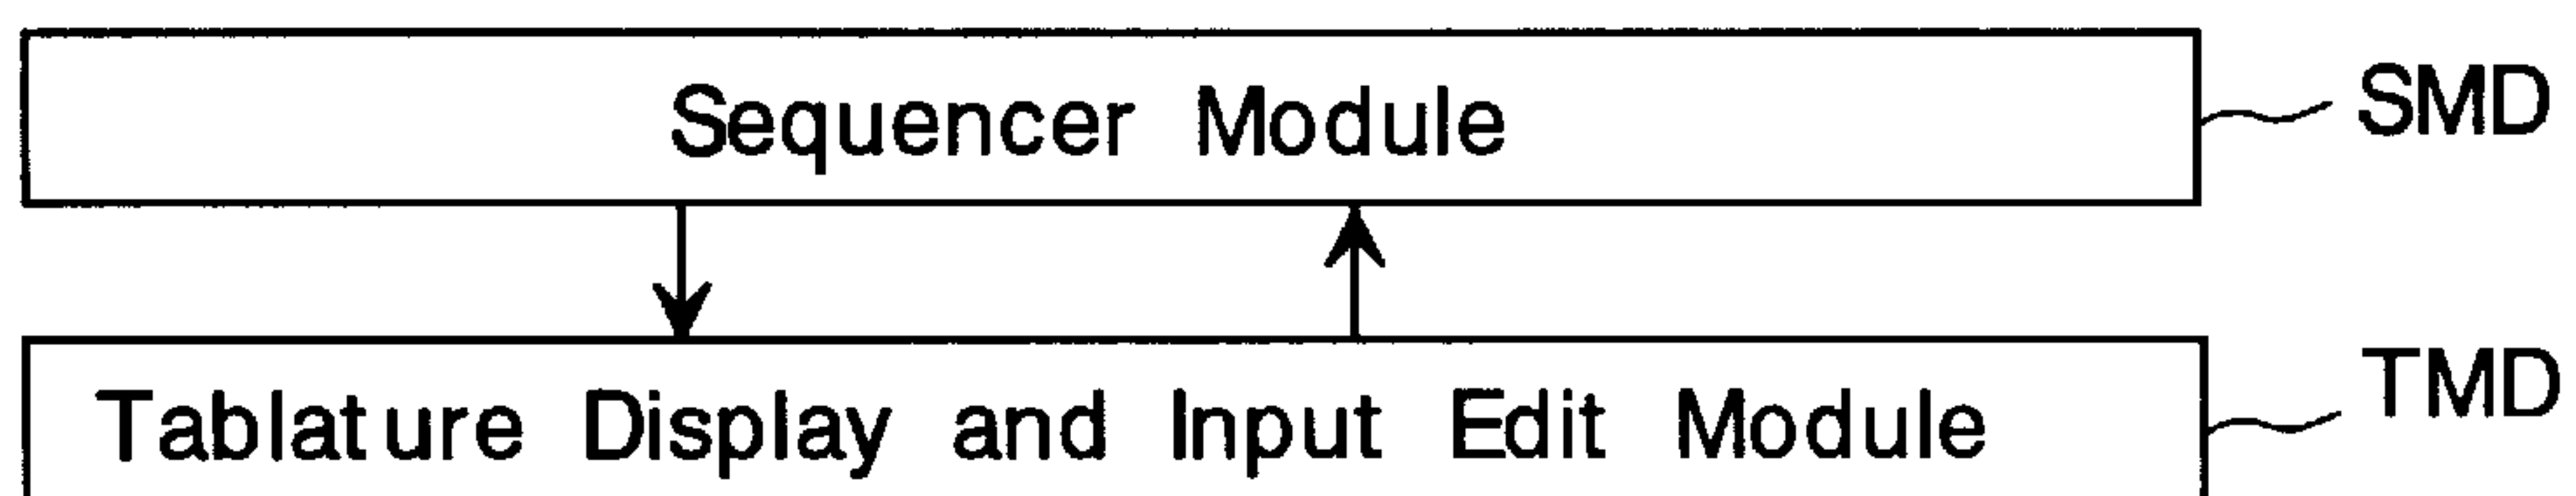 Sequencer Module
SMD
Tablature Display and Input Edit Module
TMD